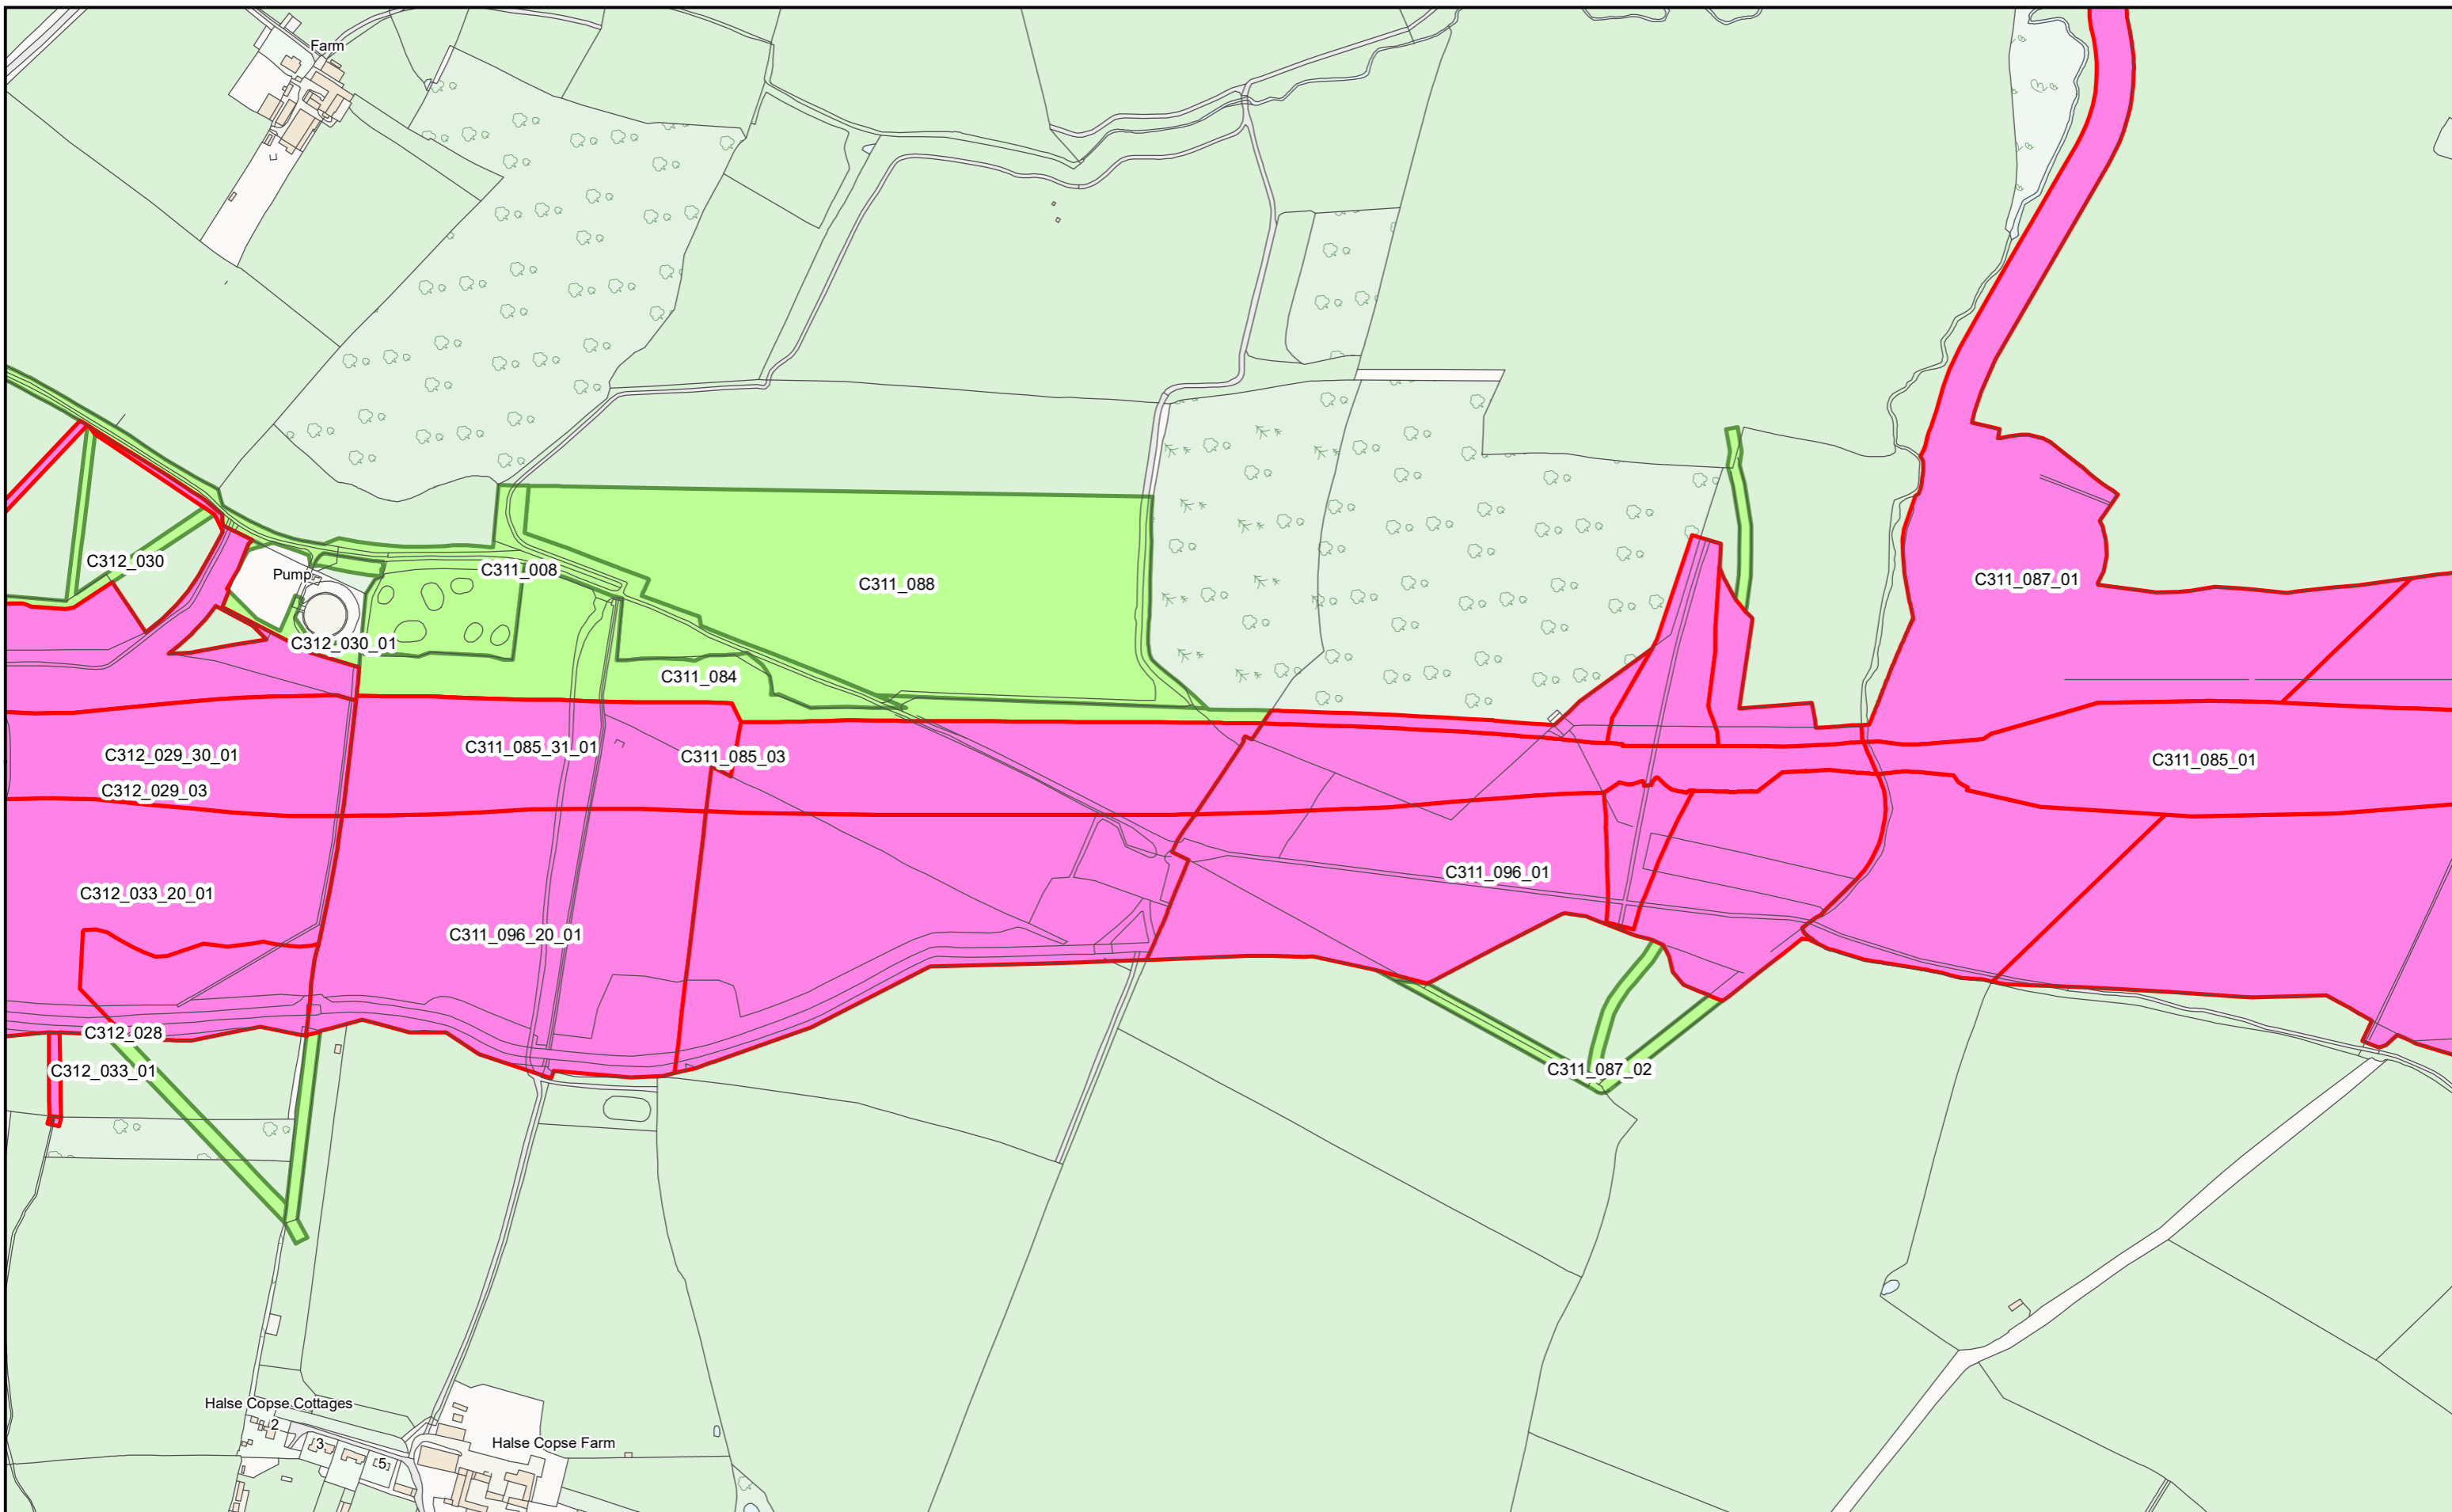 Farm
C312_030
Pump
C311_008
C311_088
C311_087_01
C312_030_01
C311_084
C312_029_30_01
C311_085_31_01
C311_085_03
C311_085_01
C312_029_03
C311_096_01
C312_033_20_01
C311_096_20_01
C312_028
C312_033_01
C311_087_02
Halse Copse Cottages
2
3
Halse Copse Farm
5